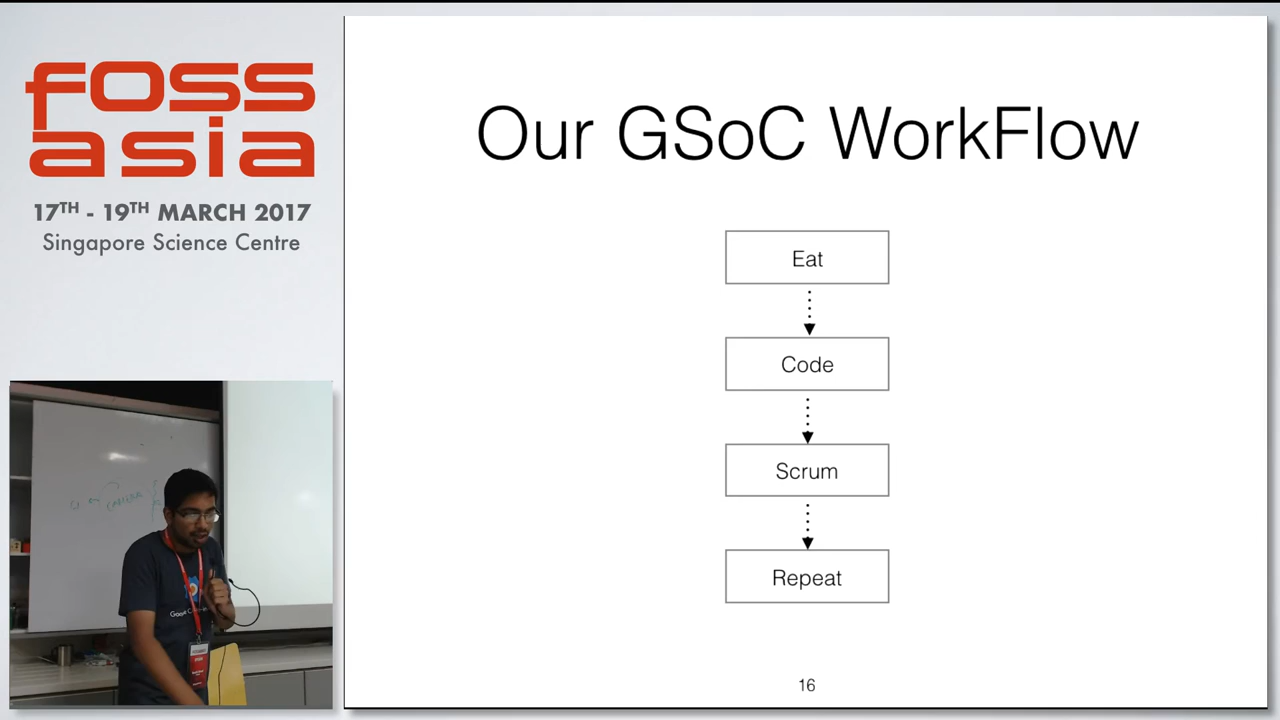 foss
asia
17TH - 19TH MARCH 2017
Singapore Science Centre
Our GSoC WorkFlow
Eat
Code
Scrum
Repeat
16